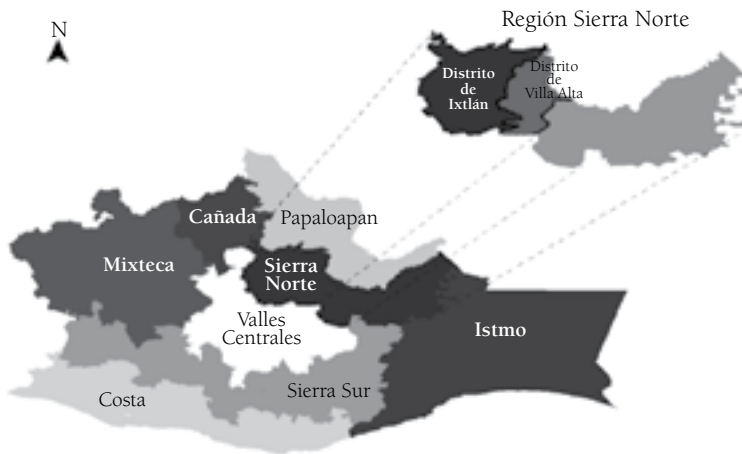 Región Sierra Norte
N
Distrito
de
Ixtlán
Distrito
de
Villa Alta
Cañada
Papaloapan
Mixteca
Sierra
Norte
Valles
Centrales
Istmo
Sierra Sur
Costa